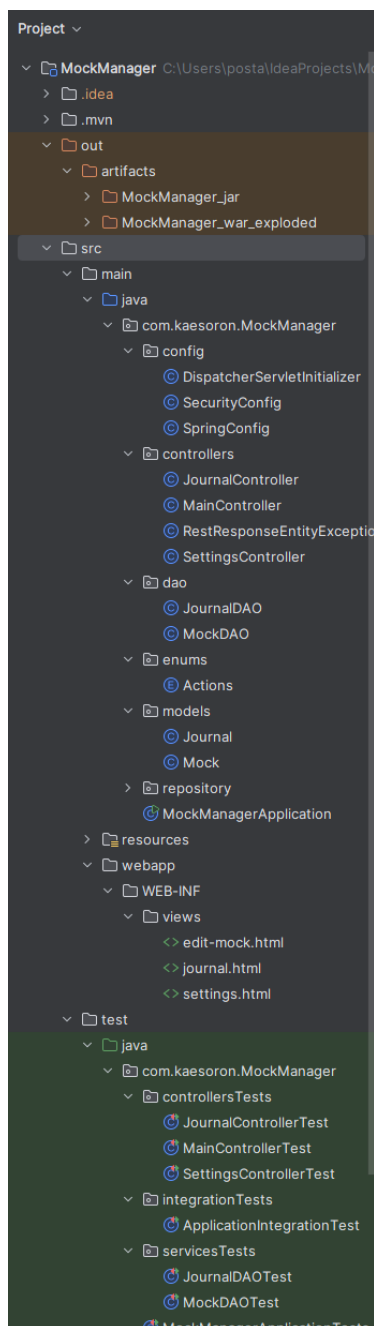 Project
MockManager C:\Users\posta\IdeaProjects\M
.idea
.mvn
out
artifacts
MockManager_jar
MockManager_war_exploded
src
main
java
com.kaesoron.MockManager
config
DispatcherServletInitializer
SecurityConfig
SpringConfig
controllers
JournalController
MainController
RestResponseEntityExceptio
SettingsController
dao
JournalDAO
MockDAO
enums
Actions
models
Journal
Mock
repository
MockManagerApplication
resources
webapp
WEB-INF
views
edit-mock.html
journal.html
settings.html
test
java
com.kaesoron.MockManager
controllersTests
JournalControllerTest
MainControllerTest
SettingsControllerTest
integrationTests
ApplicationIntegrationTest
servicesTests
JournalDAOTest
MockDAOTest
MockManagerApplicationTests